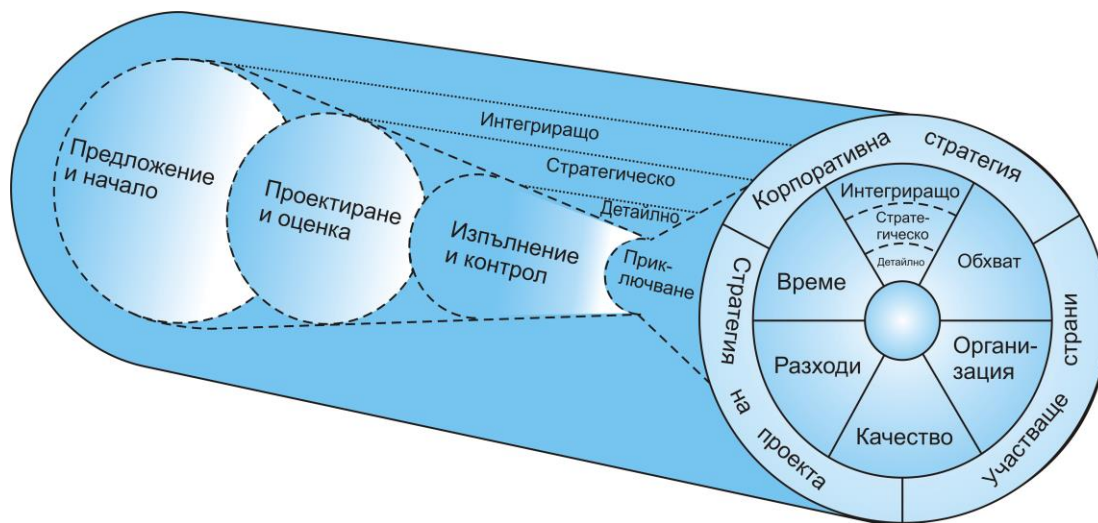 Предложение
и начало
Проектиране
и оценка
Изпълнение
и контрол
Прик-
лючване
Интегриращо
Стратегическо
Детайлно
Корпоративна стратегия
Участваще страни
Стратегия на проекта
Интегриращо
Страте-
гическо
Детайлно
Обхват
Органи-
зация
Качество
Разходи
Време